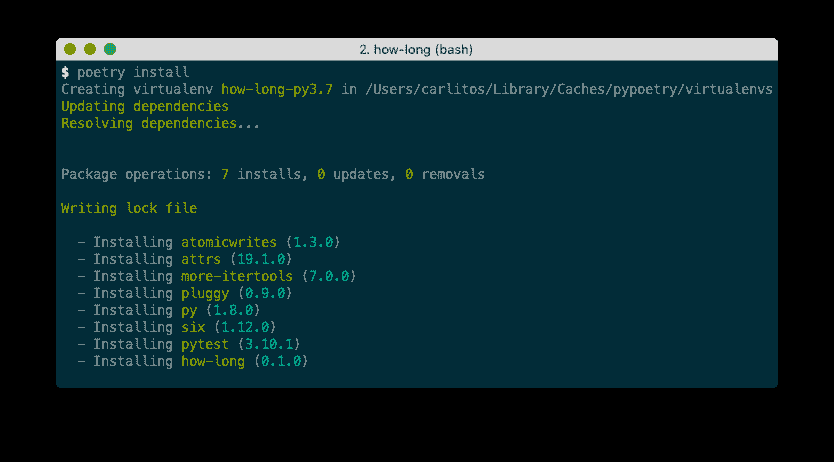 2. how-long (bash)
$ poetry install
Creating virtualenv how-long-py3.7 in /Users/carlitos/Library/Caches/pypoetry/virtualenvs
Updating dependencies
Resolving dependencies...
Package operations: 7 installs, 0 updates, 0 removals
Writing lock file
- Installing atomicwrites (1.3.0)
- Installing attrs (19.1.0)
- Installing more-itertools (7.0.0)
- Installing pluggy (0.9.0)
- Installing py (1.8.0)
- Installing six (1.12.0)
- Installing pytest (3.10.1)
- Installing how-long (0.1.0)